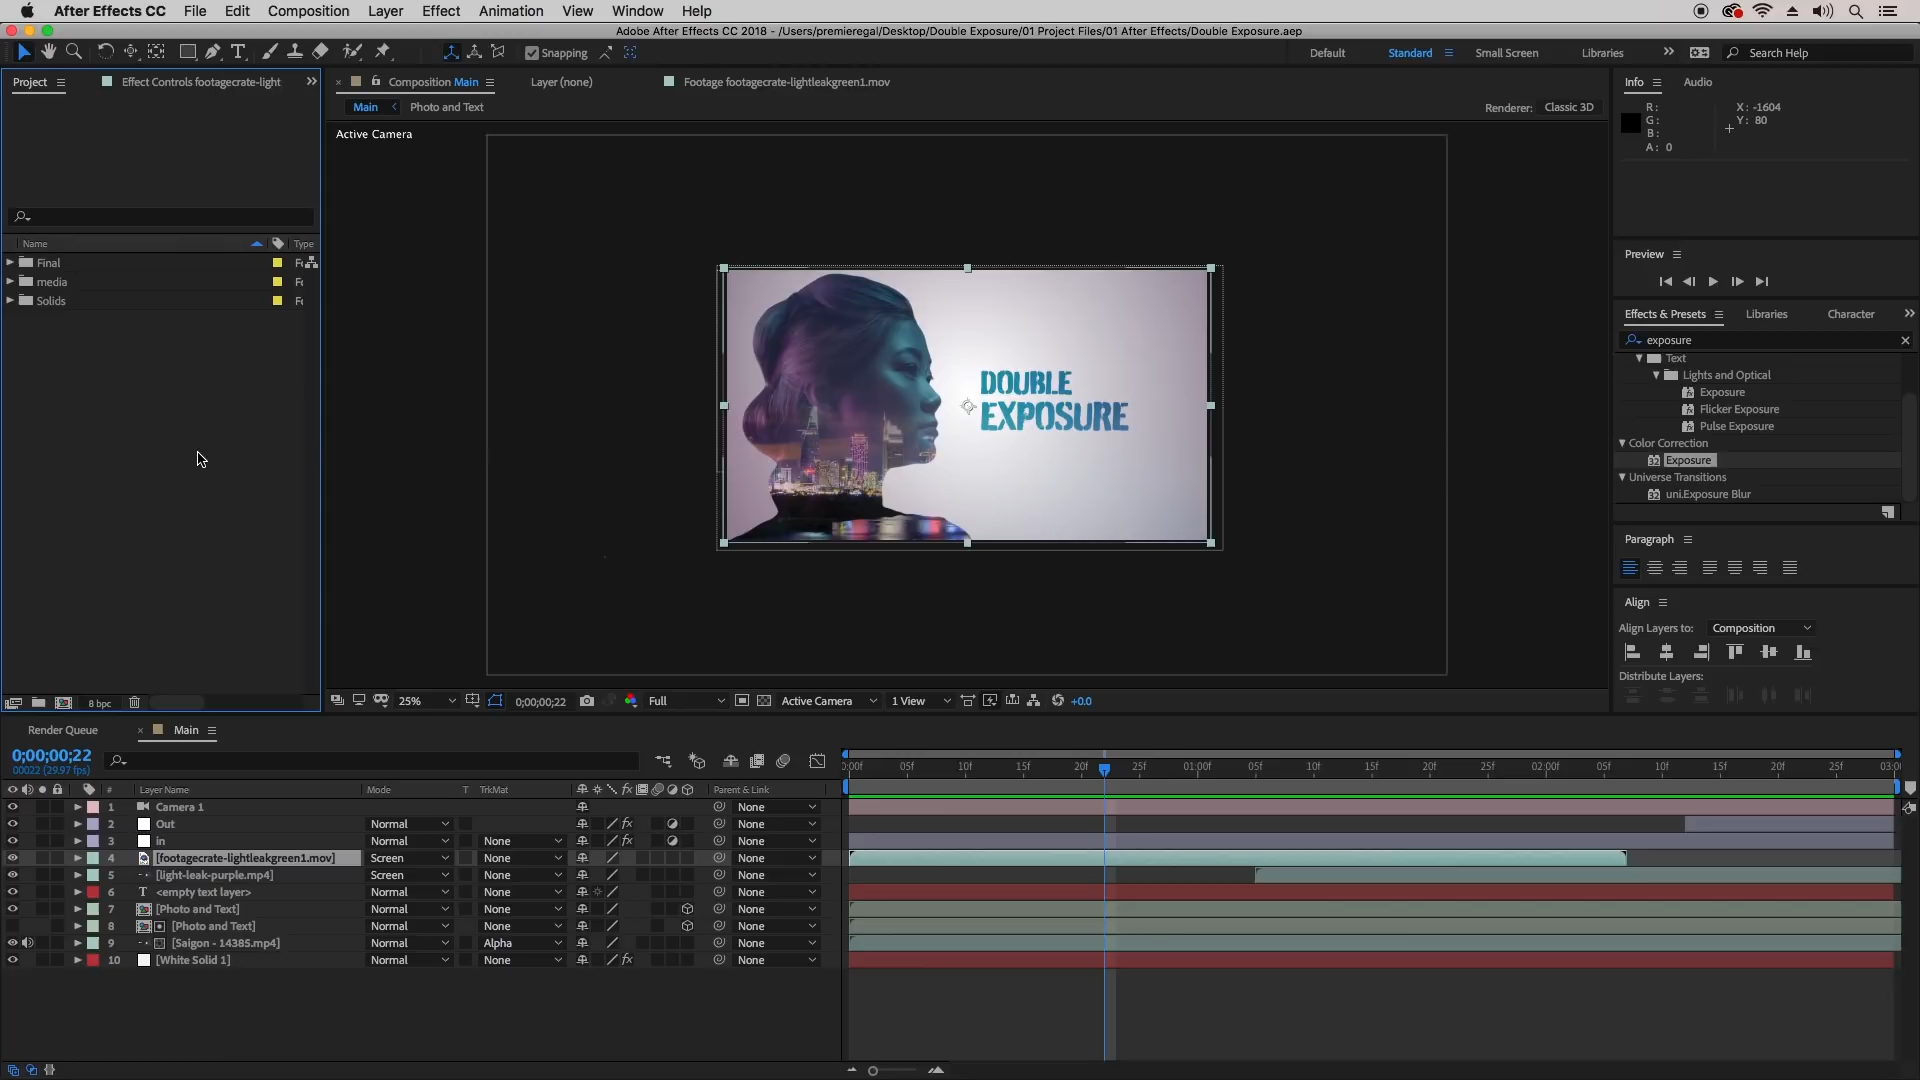 After Effects CC File Edit Composition Layer Effect Animation View Window Help
Adobe After Effects CC 2018 - /Users/premieregal/Desktop/Double Exposure/01 Project Files/01 After Effects/Double Exposure.aep
Snapping Default Standard Small Screen Libraries Search Help
Project Effect Controls footagecrate-light
Composition Main Layer (none) Footage footagecrate-lightleakgreen1.mov
Info Audio
Main Photo and Text Renderer: Classic 3D
R: X: -1604
G: Y: 80
B:
A: 0
Active Camera
Name Type
Final
media
Solids
DOUBLE
EXPOSURE
Preview
Effects & Presets Libraries Character
exposure
Text
Lights and Optical
Exposure
Flicker Exposure
Pulse Exposure
Color Correction
32 Exposure
Universe Transitions
32 uni.Exposure Blur
Paragraph
Align
Align Layers to: Composition
Distribute Layers:
8 bpc
25% 0;00;00;22 Full Active Camera 1 View +0.0
Render Queue Main
0;00;00;22
00022 (29.97 fps)
0:00f 05f 10f 15f 20f 25f 01:00f 05f 10f 15f 20f 25f 02:00f 05f 10f 15f 20f 25f 03:0
# Layer Name Mode T TrkMat Parent & Link
1 Camera 1 None
2 Out Normal None
3 in Normal None None
4 [footagecrate-lightleakgreen1.mov] Screen None None
5 [light-leak-purple.mp4] Screen None None
6 T <empty text layer> Normal None None
7 [Photo and Text] Normal None None
8 [Photo and Text] Normal None None
9 [Saigon - 14385.mp4] Normal Alpha None
10 [White Solid 1] Normal None None